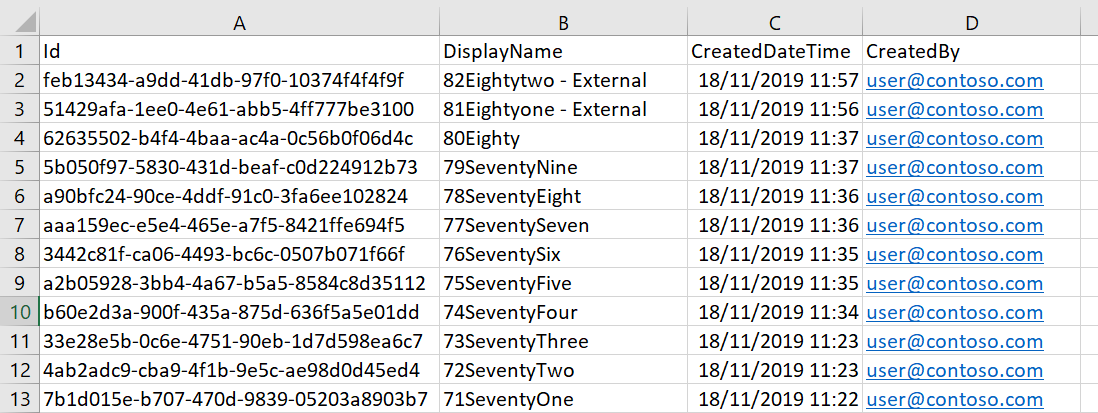 A B C D
1 Id DisplayName CreatedDateTime CreatedBy
2 feb13434-a9dd-41db-97f0-10374f4f4f9f 82Eightytwo - External 18/11/2019 11:57 user@contoso.com
3 51429afa-1ee0-4e61-abb5-4ff777be3100 81Eightyone - External 18/11/2019 11:56 user@contoso.com
4 62635502-b4f4-4baa-ac4a-0c56b0f06d4c 80Eighty 18/11/2019 11:37 user@contoso.com
5 5b050f97-5830-431d-beaf-c0d224912b73 79SeventyNine 18/11/2019 11:37 user@contoso.com
6 a90bfc24-90ce-4ddf-91c0-3fa6ee102824 78SeventyEight 18/11/2019 11:36 user@contoso.com
7 aaa159ec-e5e4-465e-a7f5-8421ffe694f5 77SeventySeven 18/11/2019 11:36 user@contoso.com
8 3442c81f-ca06-4493-bc6c-0507b071f66f 76SeventySix 18/11/2019 11:35 user@contoso.com
9 a2b05928-3bb4-4a67-b5a5-8584c8d35112 75SeventyFive 18/11/2019 11:35 user@contoso.com
10 b60e2d3a-900f-435a-875d-636f5a5e01dd 74SeventyFour 18/11/2019 11:34 user@contoso.com
11 33e28e5b-0c6e-4751-90eb-1d7d598ea6c7 73SeventyThree 18/11/2019 11:23 user@contoso.com
12 4ab2adc9-cba9-4f1b-9e5c-ae98d0d45ed4 72SeventyTwo 18/11/2019 11:23 user@contoso.com
13 7b1d015e-b707-470d-9839-05203a8903b7 71SeventyOne 18/11/2019 11:22 user@contoso.com